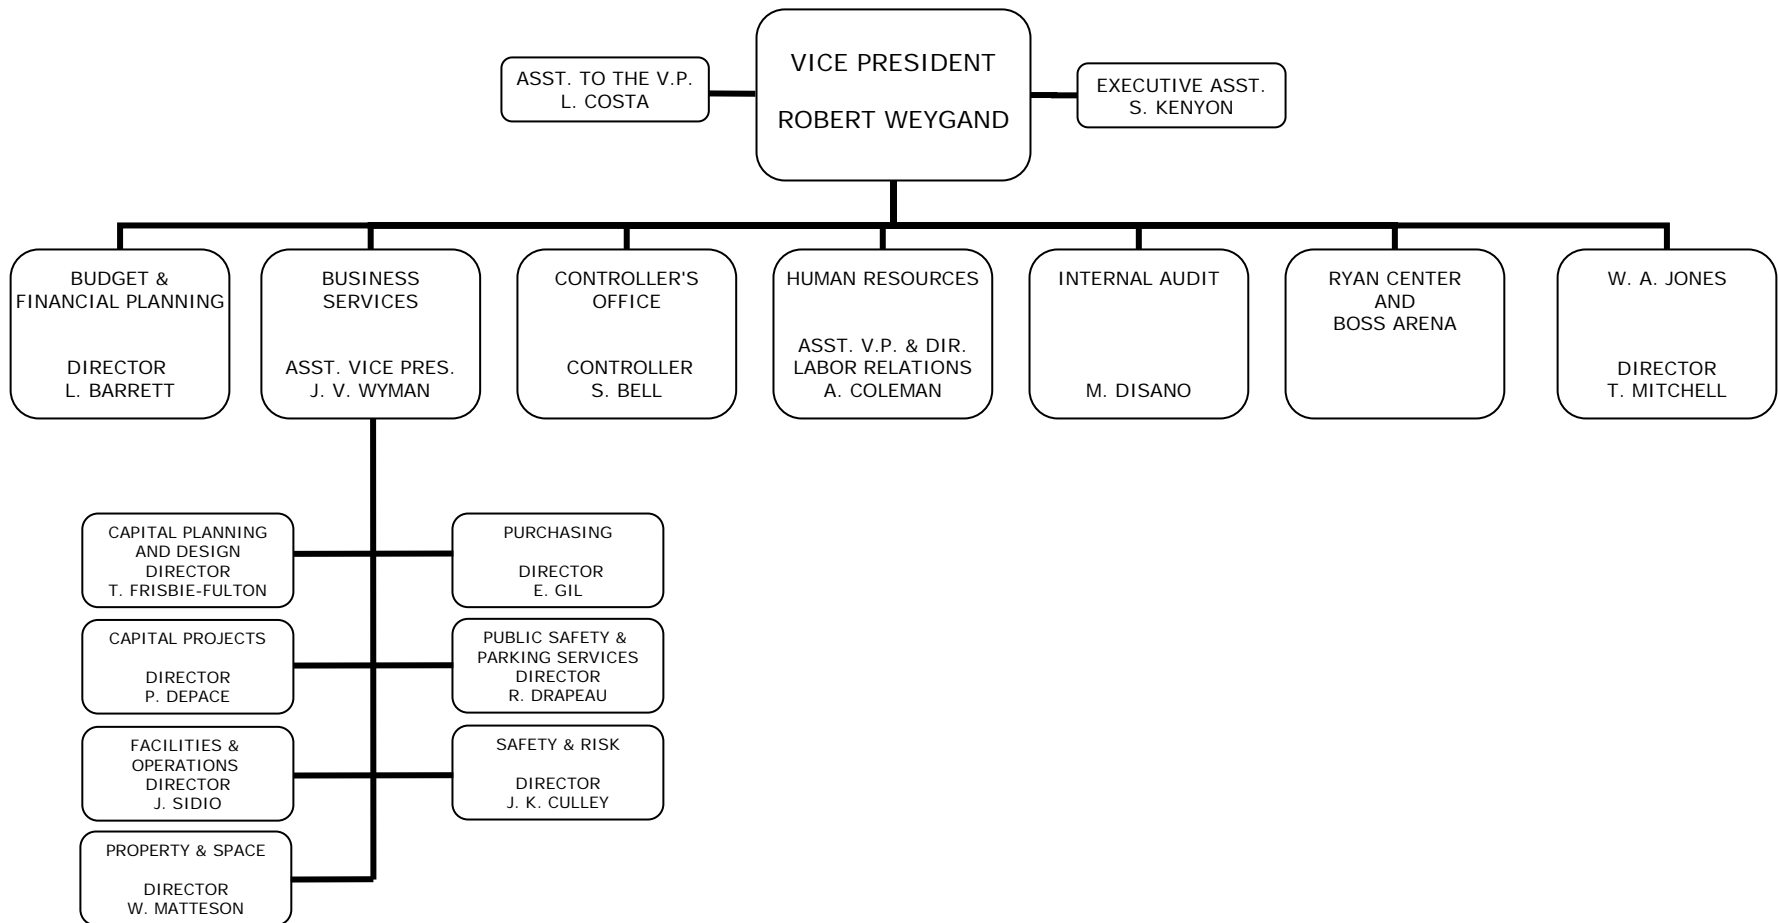 VICE PRESIDENT
ROBERT WEYGAND
ASST. TO THE V.P.
L. COSTA
EXECUTIVE ASST.
S. KENYON
BUDGET &
FINANCIAL PLANNING
DIRECTOR
L. BARRETT
BUSINESS
SERVICES
ASST. VICE PRES.
J. V. WYMAN
CONTROLLER'S
OFFICE
CONTROLLER
S. BELL
HUMAN RESOURCES
ASST. V.P. & DIR.
LABOR RELATIONS
A. COLEMAN
INTERNAL AUDIT
M. DISANO
RYAN CENTER
AND
BOSS ARENA
W. A. JONES
DIRECTOR
T. MITCHELL
CAPITAL PLANNING
AND DESIGN
DIRECTOR
T. FRISBIE-FULTON
PURCHASING
DIRECTOR
E. GIL
CAPITAL PROJECTS
DIRECTOR
P. DEPACE
PUBLIC SAFETY &
PARKING SERVICES
DIRECTOR
R. DRAPEAU
FACILITIES &
OPERATIONS
DIRECTOR
J. SIDIO
SAFETY & RISK
DIRECTOR
J. K. CULLEY
PROPERTY & SPACE
DIRECTOR
W. MATTESON